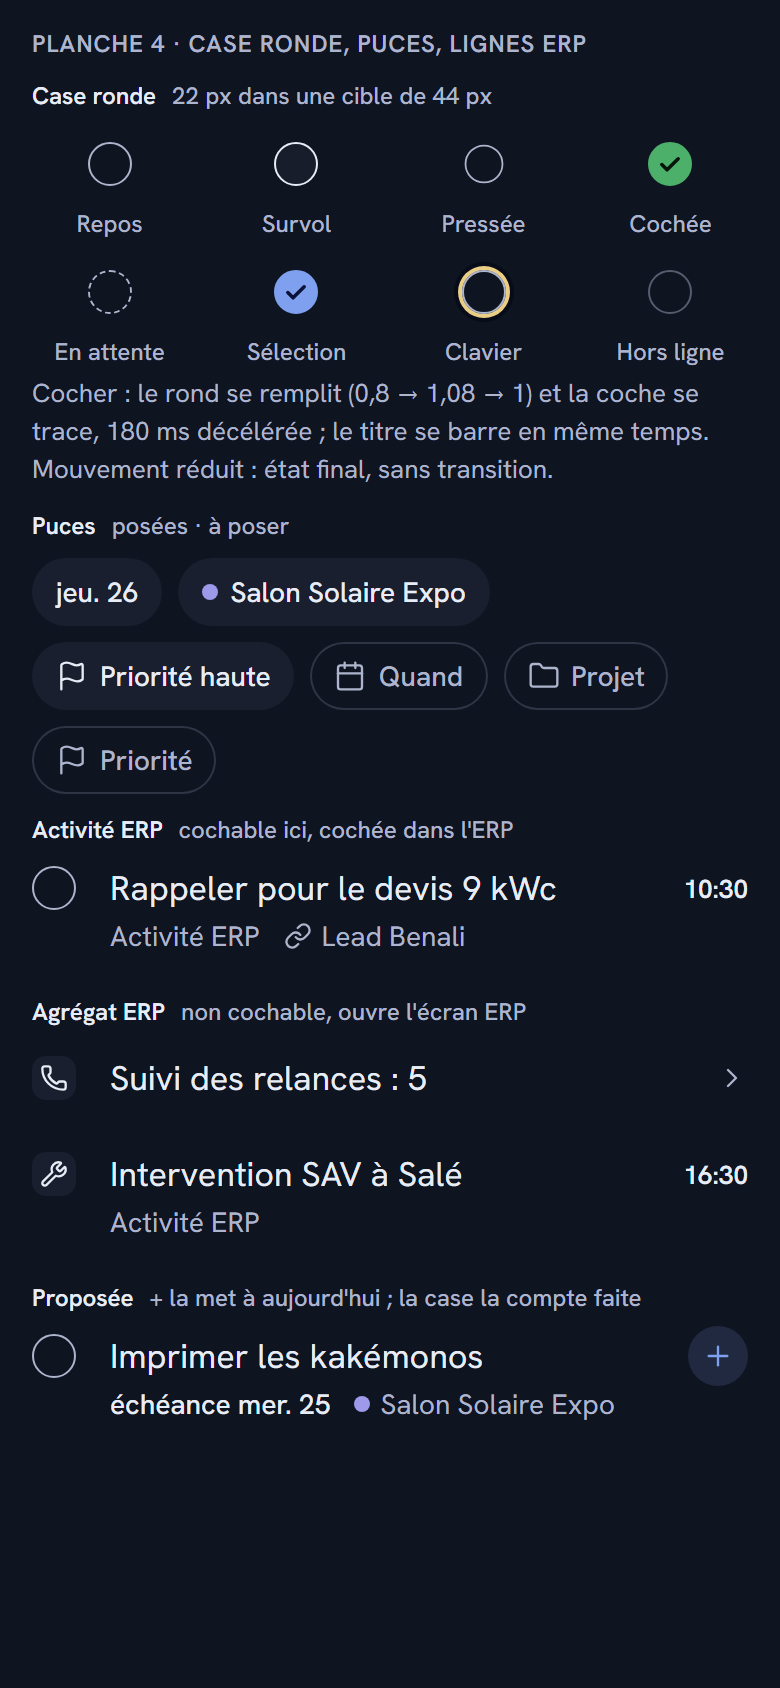 PLANCHE 4 · CASE RONDE, PUCES, LIGNES ERP
Case ronde 22 px dans une cible de 44 px
Repos Survol Pressée Cochée
En attente Sélection Clavier Hors ligne
Cocher : le rond se remplit (0,8 → 1,08 → 1) et la coche se
trace, 180 ms décélérée ; le titre se barre en même temps.
Mouvement réduit : état final, sans transition.
Puces posées · à poser
jeu. 26 Salon Solaire Expo
Priorité haute Quand Projet
Priorité
Activité ERP cochable ici, cochée dans l'ERP
Rappeler pour le devis 9 kWc 10:30
Activité ERP Lead Benali
Agrégat ERP non cochable, ouvre l'écran ERP
Suivi des relances : 5
Intervention SAV à Salé 16:30
Activité ERP
Proposée + la met à aujourd'hui ; la case la compte faite
Imprimer les kakémonos
échéance mer. 25 Salon Solaire Expo